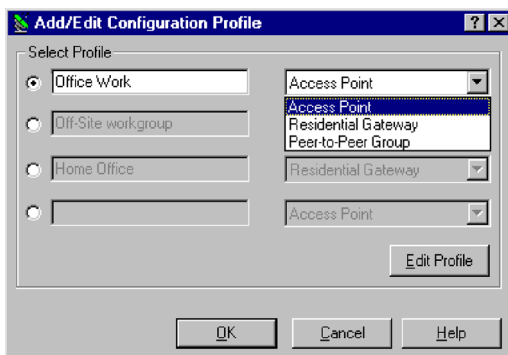 Add/Edit Configuration Profile
Select Profile
Office Work
Access Point
Access Point
Residential Gateway
Peer-to-Peer Group
Off-Site workgroup
Home Office
Residential Gateway
Access Point
Edit Profile
OK
Cancel
Help